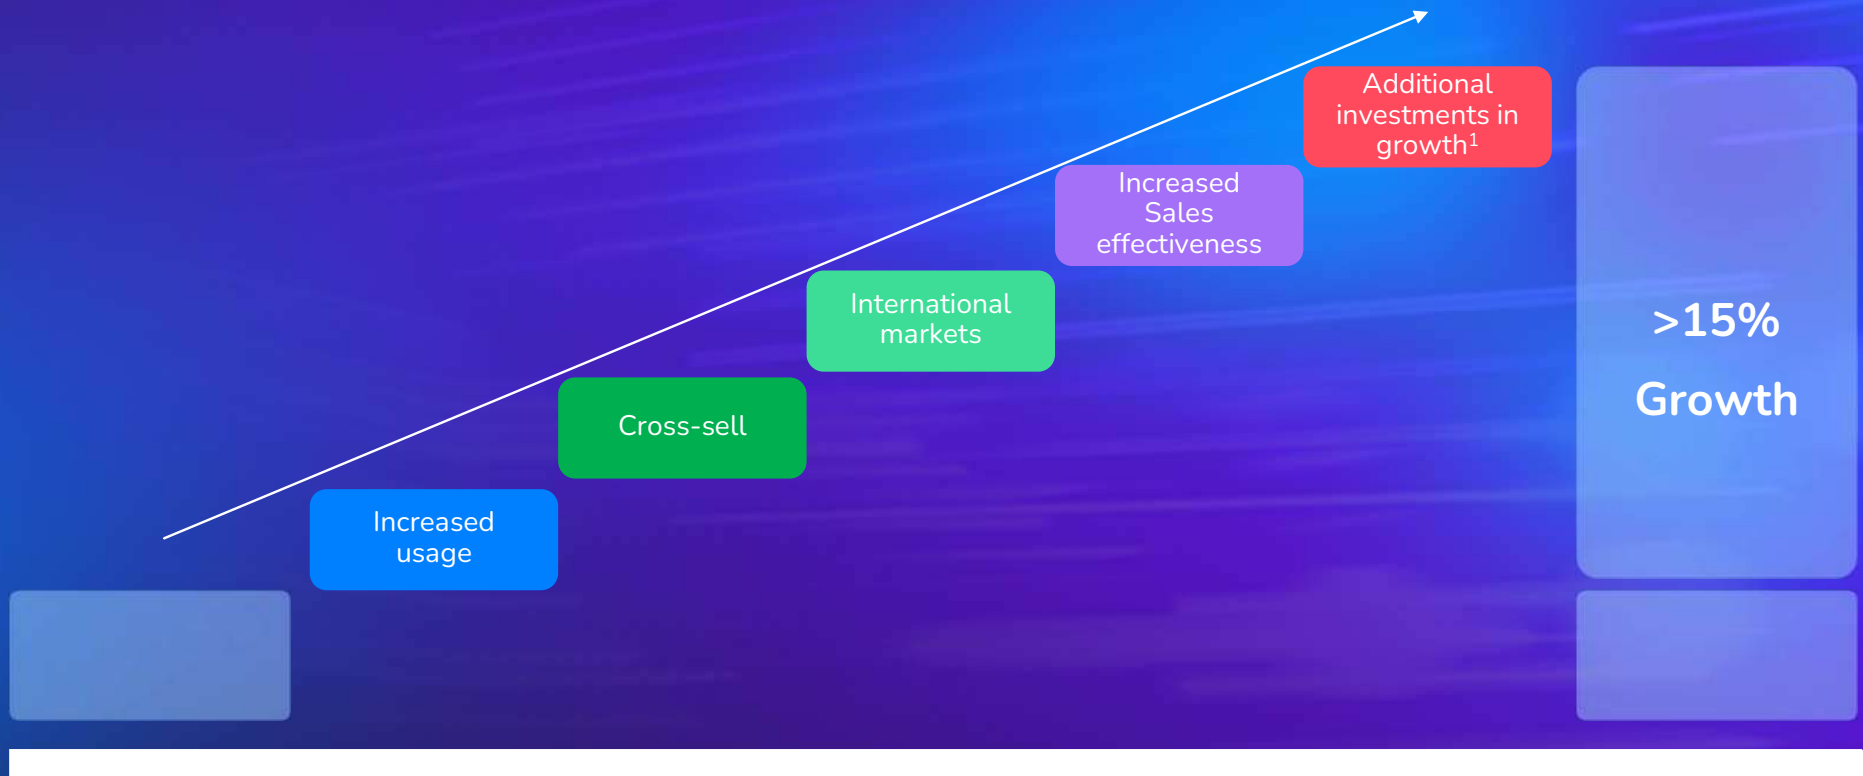 Additional
investments in
growth¹
Increased
Sales
effectiveness
International
markets
Cross-sell
Increased
usage
>15%
Growth